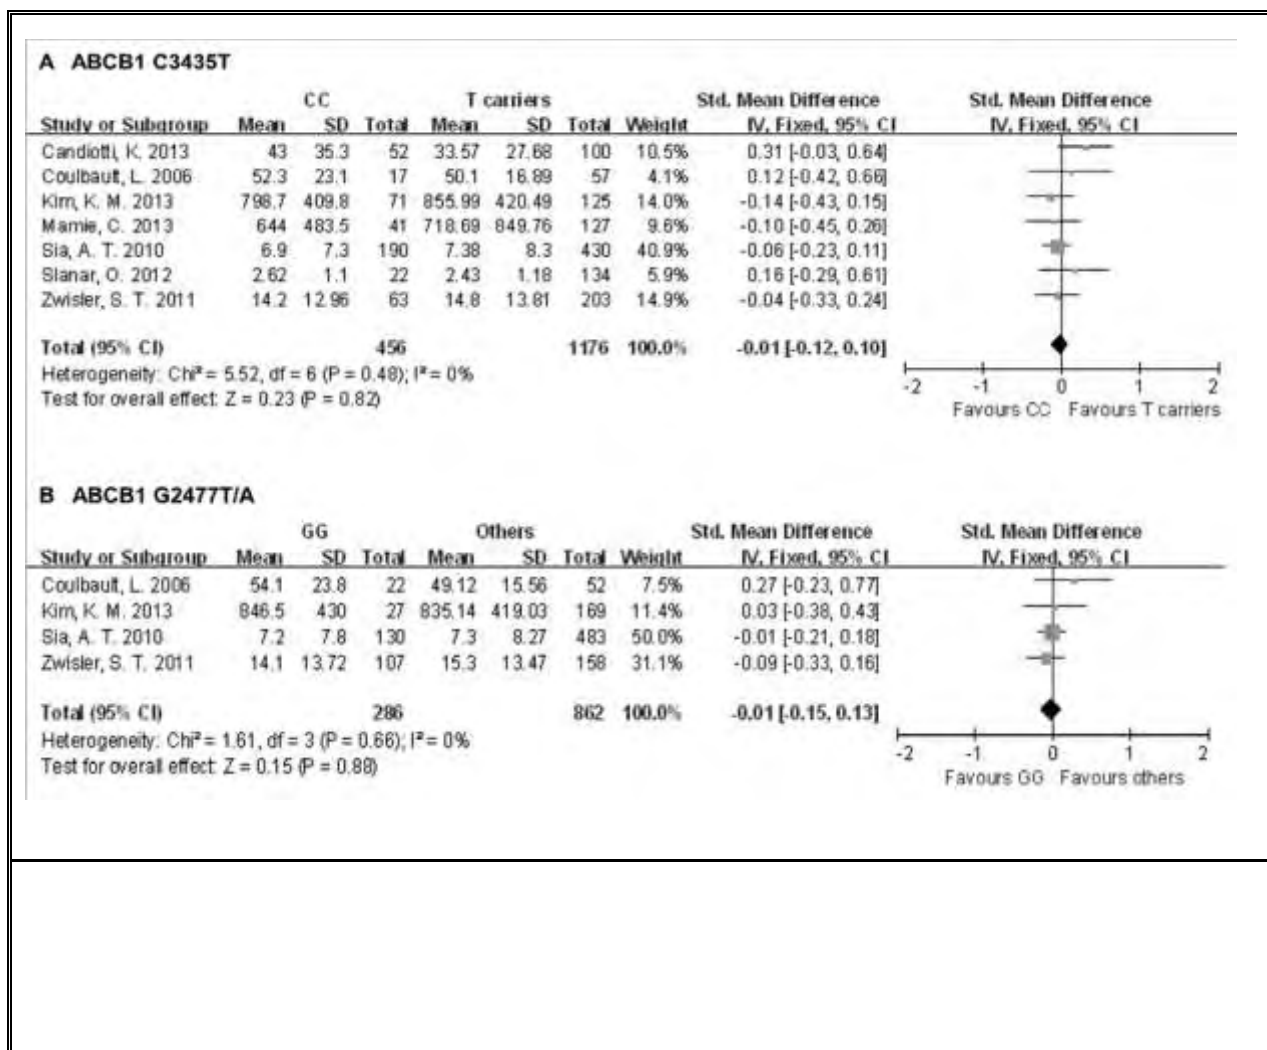 A ABCB1 C3435T
CC T carriers Std. Mean Difference Std. Mean Difference
Study or Subgroup Mean SD Total Mean SD Total Weight IV, Fixed, 95% CI IV, Fixed, 95% CI
Candiotti, K. 2013 43 35.3 52 33.57 27.68 100 10.5% 0.31 [-0.03, 0.64]
Coulbault, L. 2006 52.3 23.1 17 50.1 16.89 57 4.1% 0.12 [-0.42, 0.66]
Kim, K. M. 2013 798.7 409.8 71 855.99 420.49 125 14.0% -0.14 [-0.43, 0.15]
Mamie, C. 2013 644 483.5 41 718.69 849.76 127 9.6% -0.10 [-0.45, 0.26]
Sia, A. T. 2010 6.9 7.3 190 7.38 8.3 430 40.9% -0.06 [-0.23, 0.11]
Slanar, O. 2012 2.62 1.1 22 2.43 1.18 134 5.9% 0.16 [-0.29, 0.61]
Zwisler, S. T. 2011 14.2 12.96 63 14.8 13.81 203 14.9% -0.04 [-0.33, 0.24]
Total (95% CI) 456 1176 100.0% -0.01 [-0.12, 0.10]
Heterogeneity: Chi² = 5.52, df = 6 (P = 0.48); I² = 0%
Test for overall effect: Z = 0.23 (P = 0.82)
-2 -1 0 1 2
Favours CC Favours T carriers
B ABCB1 G2477T/A
GG Others Std. Mean Difference Std. Mean Difference
Study or Subgroup Mean SD Total Mean SD Total Weight IV, Fixed, 95% CI IV, Fixed, 95% CI
Coulbault, L. 2006 54.1 23.8 22 49.12 15.56 52 7.5% 0.27 [-0.23, 0.77]
Kim, K. M. 2013 846.5 430 27 835.14 419.03 169 11.4% 0.03 [-0.38, 0.43]
Sia, A. T. 2010 7.2 7.8 130 7.3 8.27 483 50.0% -0.01 [-0.21, 0.18]
Zwisler, S. T. 2011 14.1 13.72 107 15.3 13.47 158 31.1% -0.09 [-0.33, 0.16]
Total (95% CI) 286 862 100.0% -0.01 [-0.15, 0.13]
Heterogeneity: Chi² = 1.61, df = 3 (P = 0.66); I² = 0%
Test for overall effect: Z = 0.15 (P = 0.88)
-2 -1 0 1 2
Favours GG Favours others